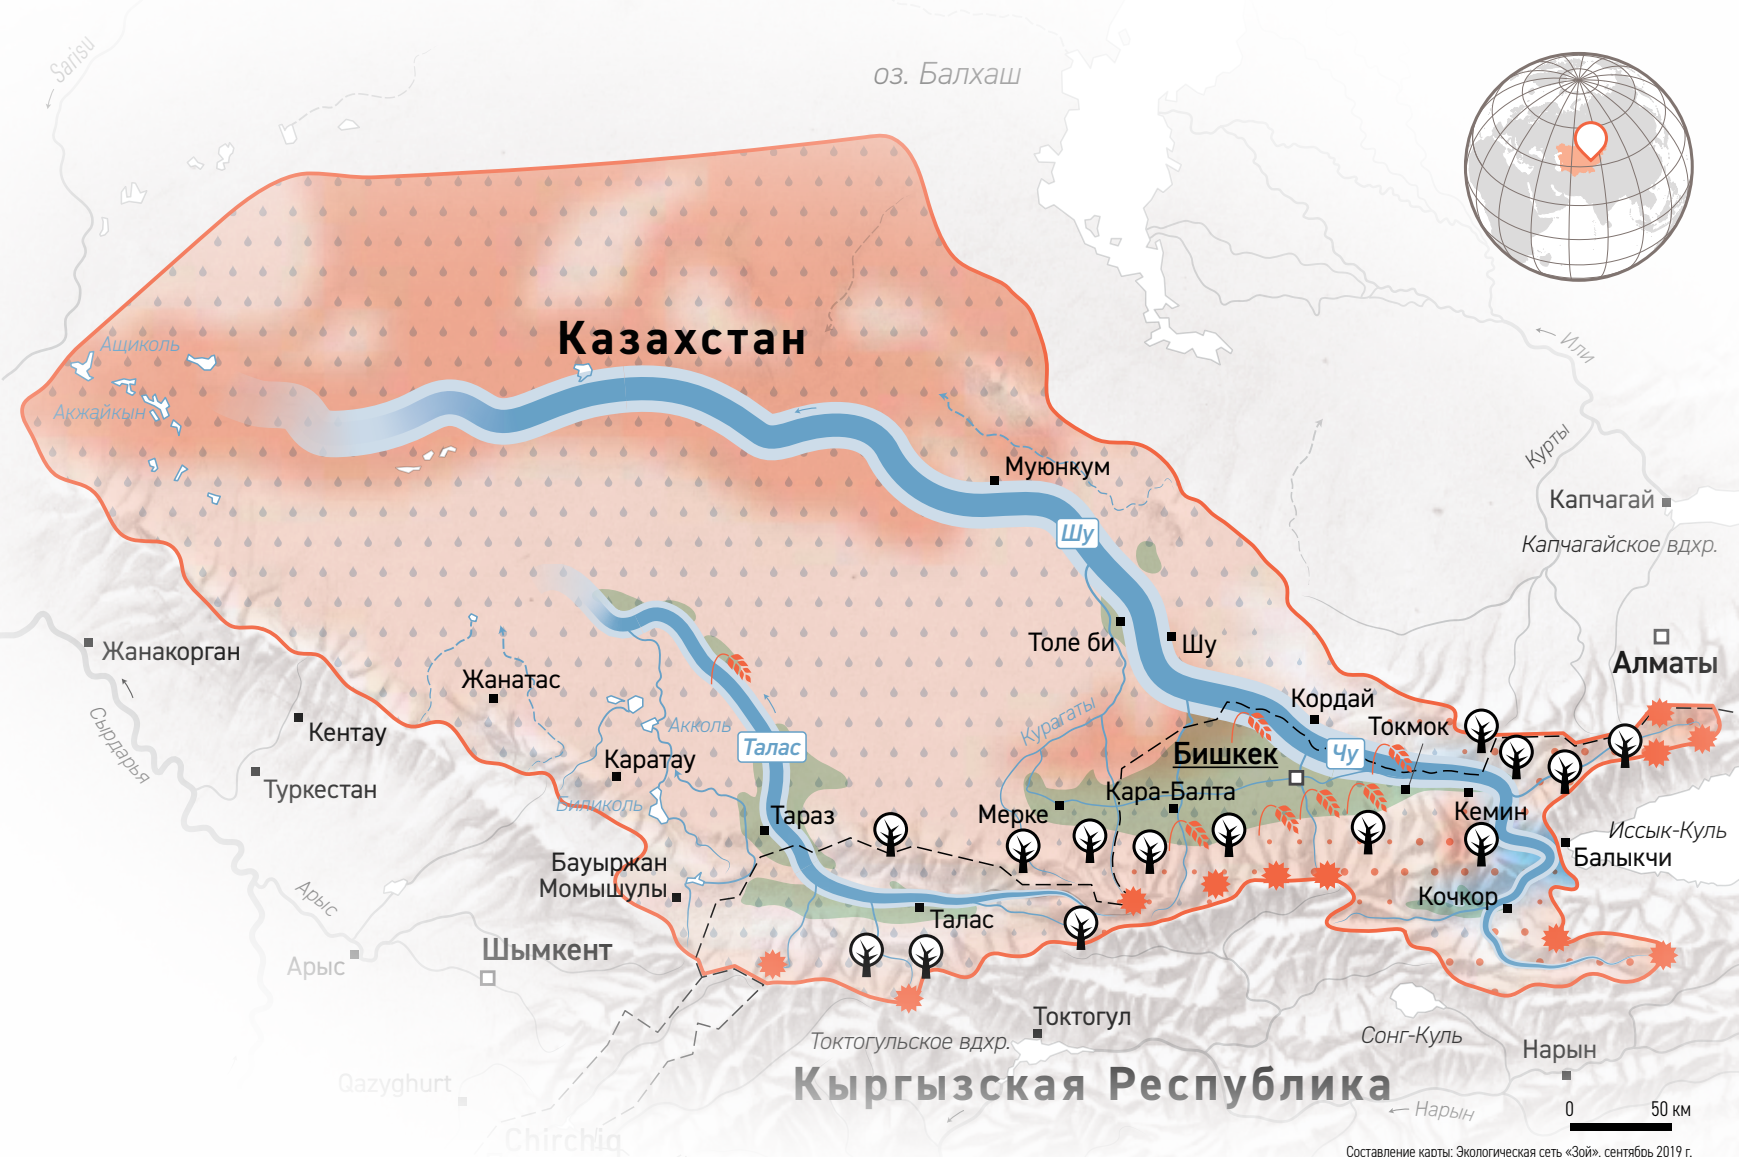 Sarisu
оз. Балхаш
Казахстан
Ащиколь
Акжайкын
Или
Курты
Муюнкум
Капчагай
Шу
Капчагайское вдхр.
Жанакорган
Толе би
Шу
Алматы
Жанатас
Кентау
Сырдарья
Акколь
Курагаты
Кордай
Токмок
Талас
Бишкек
Чу
Каратау
Туркестан
Биликоль
Кара-Балта
Тараз
Мерке
Кемин
Иссык-Куль
Балыкчи
Бауыржан
Момышулы
Кочкор
Арыс
Талас
Шымкент
Арыс
Токтогул
Токтогульское вдхр.
Сонг-Куль
Нарын
Qazyghurt
Кыргызская Республика
Нарын
0 50 км
Chirchiq
Составление карты: Экологическая сеть «Зой», сентябрь 2019 г.